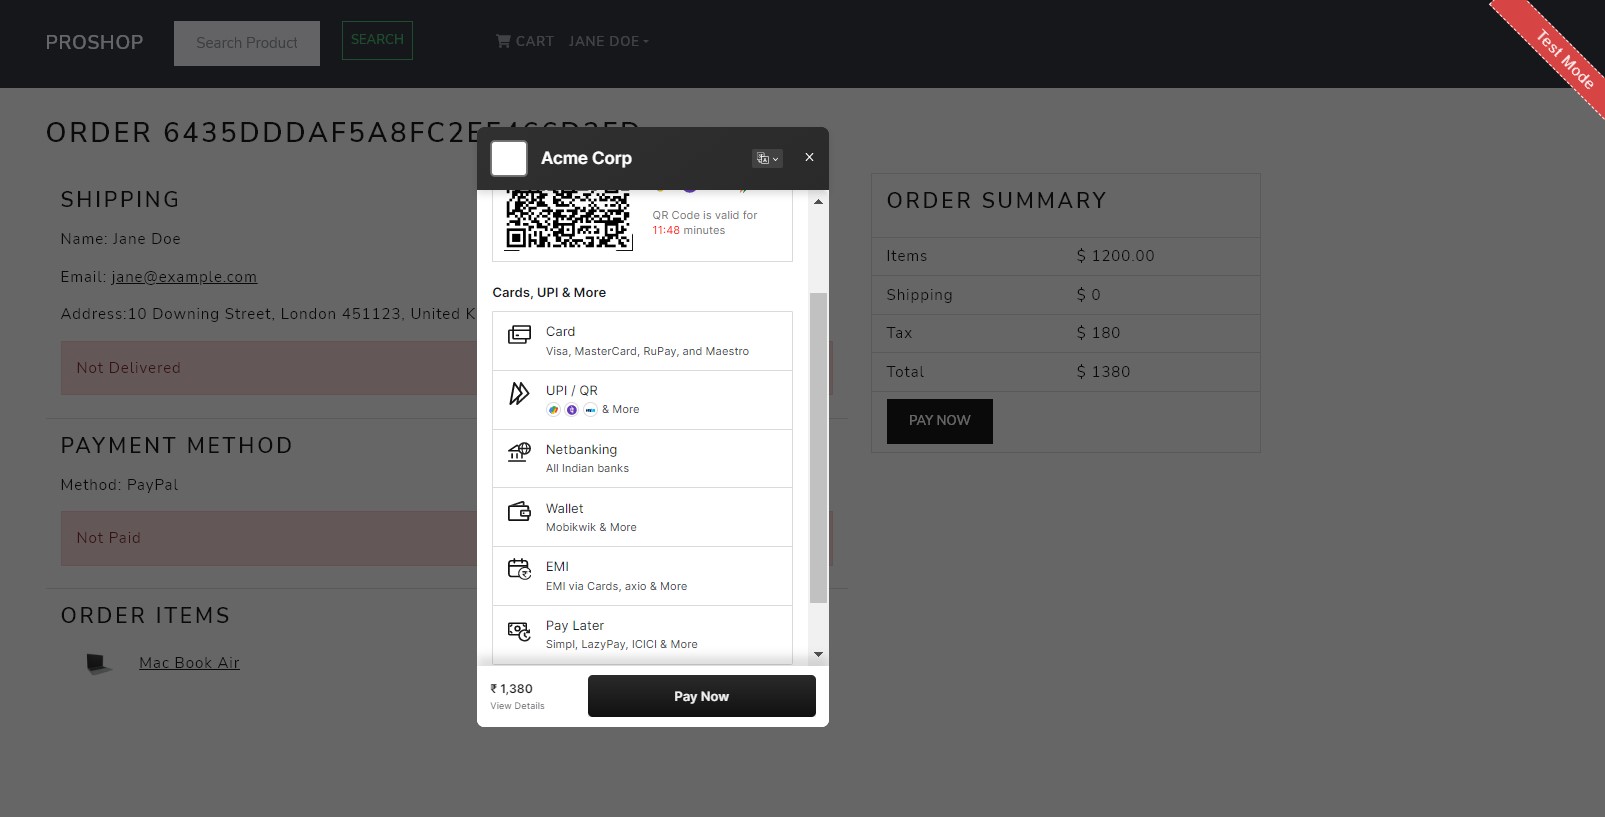 PROSHOP
Search Product
SEARCH
CART
JANE DOE
Test Mode
ORDER 6435DDDAF5A8FC2
SHIPPING
Name: Jane Doe
Email: jane@example.com
Address:10 Downing Street, London 451123, United K
Not Delivered
PAYMENT METHOD
Method: PayPal
Not Paid
ORDER ITEMS
Mac Book Air
Acme Corp
QR Code is valid for
11:48 minutes
Cards, UPI & More
Card
Visa, MasterCard, RuPay, and Maestro
UPI / QR
& More
Netbanking
All Indian banks
Wallet
Mobikwik & More
EMI
EMI via Cards, axio & More
Pay Later
Simpl, LazyPay, ICICI & More
₹ 1,380
View Details
Pay Now
ORDER SUMMARY
Items $ 1200.00
Shipping $ 0
Tax $ 180
Total $ 1380
PAY NOW